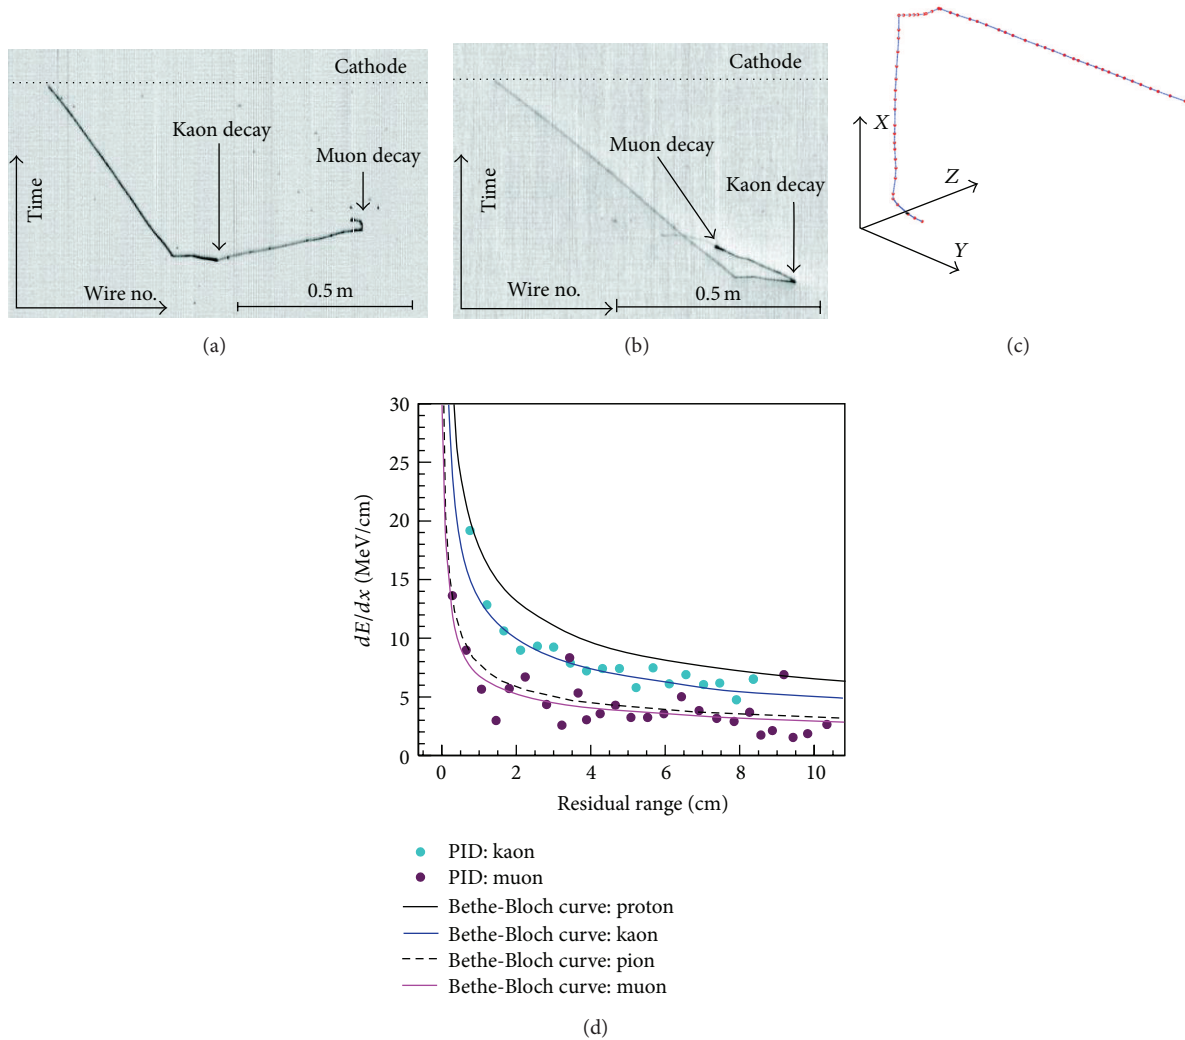 Cathode
Kaon decay
Muon decay
Time
Wire no.
0.5 m
(a)
Cathode
Muon decay
Kaon decay
Time
Wire no.
0.5 m
(b)
X
Z
Y
(c)
30
25
20
15
10
5
0
dE/dx (MeV/cm)
0 2 4 6 8 10
Residual range (cm)
PID: kaon
PID: muon
Bethe-Bloch curve: proton
Bethe-Bloch curve: kaon
Bethe-Bloch curve: pion
Bethe-Bloch curve: muon
(d)